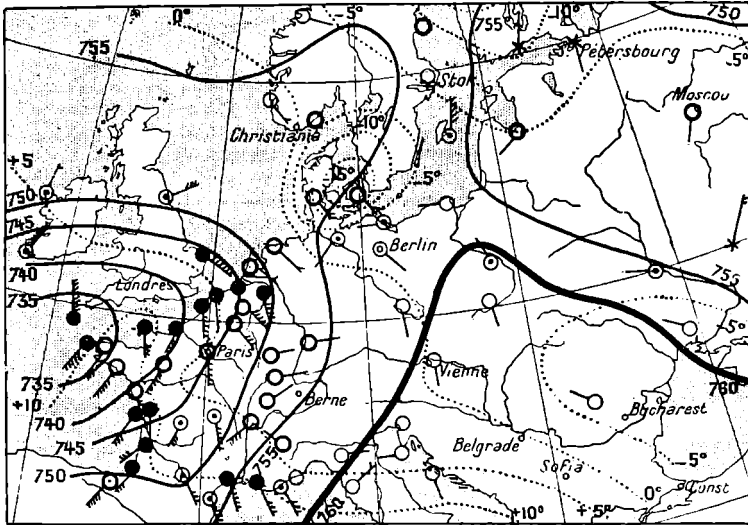 0°
-5°
755
-10°
750
755
St. Petersbourg
-5°
Stok.
Moscou
Christiania
-10°
+5
15°
-5°
750
745
Berlin
740
Londres
735
755
-5°
Paris
Vienne
735
760
+10
Berne
Bucharest
740
Belgrade
745
755
-5°
Sofia
750
0°
Const
760
+10°
+5°